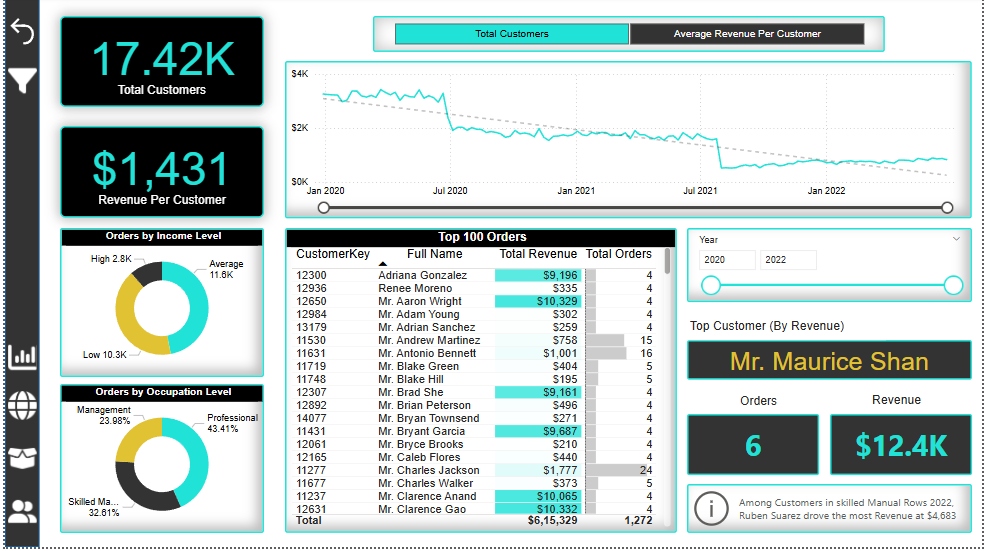 17.42K
Total Customers
$1,431
Revenue Per Customer
Total Customers Average Revenue Per Customer
$4K
$2K
$0K
Jan 2020 Jul 2020 Jan 2021 Jul 2021 Jan 2022
Orders by Income Level
High 2.8K
Average
11.6K
Low 10.3K
Orders by Occupation Level
Management
23.98%
Professional
43.41%
Skilled Ma...
32.61%
Top 100 Orders
CustomerKey Full Name Total Revenue Total Orders
12300 Adriana Gonzalez $9,196 4
12936 Renee Moreno $335 4
12650 Mr. Aaron Wright $10,329 4
12984 Mr. Adam Young $302 4
13179 Mr. Adrian Sanchez $259 4
11530 Mr. Andrew Martinez $758 15
11631 Mr. Antonio Bennett $1,001 16
11719 Mr. Blake Green $404 5
11748 Mr. Blake Hill $195 5
12307 Mr. Brad She $9,161 4
12892 Mr. Brian Peterson $496 4
14077 Mr. Bryan Townsend $271 4
11431 Mr. Bryant Garcia $9,687 4
12061 Mr. Bryce Brooks $210 4
12165 Mr. Caleb Flores $440 4
11277 Mr. Charles Jackson $1,777 24
11677 Mr. Charles Walker $373 5
11237 Mr. Clarence Anand $10,065 4
12631 Mr. Clarence Gao $10,332 4
Total $6,15,329 1,272
Year
2020 2022
Top Customer (By Revenue)
Mr. Maurice Shan
Orders Revenue
6 $12.4K
Among Customers in skilled Manual Rows 2022,
Ruben Suarez drove the most Revenue at $4,683